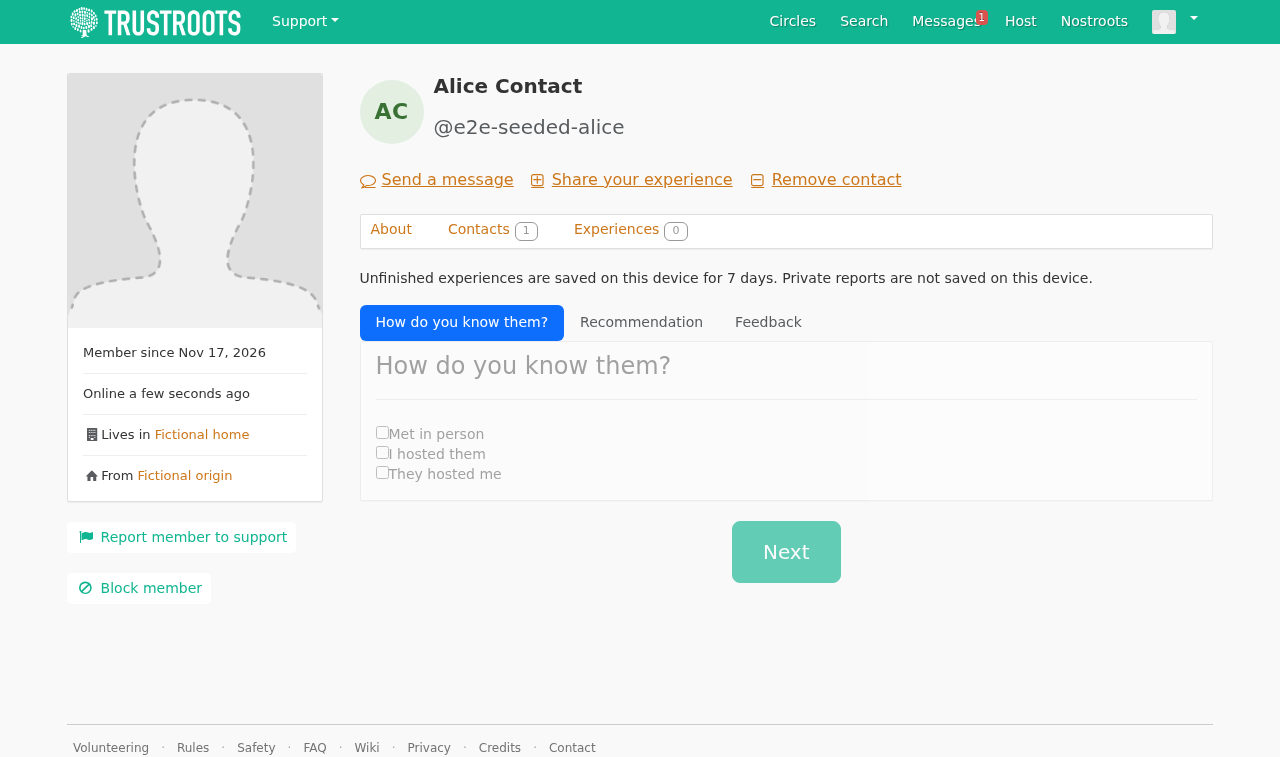 TRUSTROOTS
Support
Circles
Search
Messages
1
Host
Nostroots
AC
Alice Contact
@e2e-seeded-alice
Send a message
Share your experience
Remove contact
About
Contacts 1
Experiences 0
Unfinished experiences are saved on this device for 7 days. Private reports are not saved on this device.
How do you know them?
Recommendation
Feedback
How do you know them?
Met in person
I hosted them
They hosted me
Next
Member since Nov 17, 2026
Online a few seconds ago
Lives in Fictional home
From Fictional origin
Report member to support
Block member
Volunteering · Rules · Safety · FAQ · Wiki · Privacy · Credits · Contact